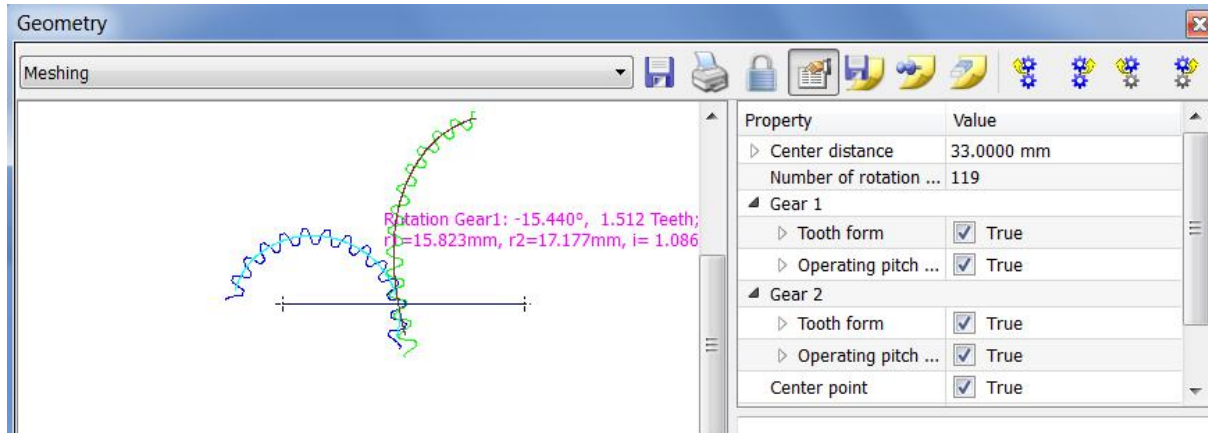 Geometry
Meshing
Rotation Gear1: -15.440°, 1.512 Teeth;
r1=15.823mm, r2=17.177mm, i= 1.086
Property Value
Center distance 33.0000 mm
Number of rotation ... 119
Gear 1
Tooth form True
Operating pitch ... True
Gear 2
Tooth form True
Operating pitch ... True
Center point True